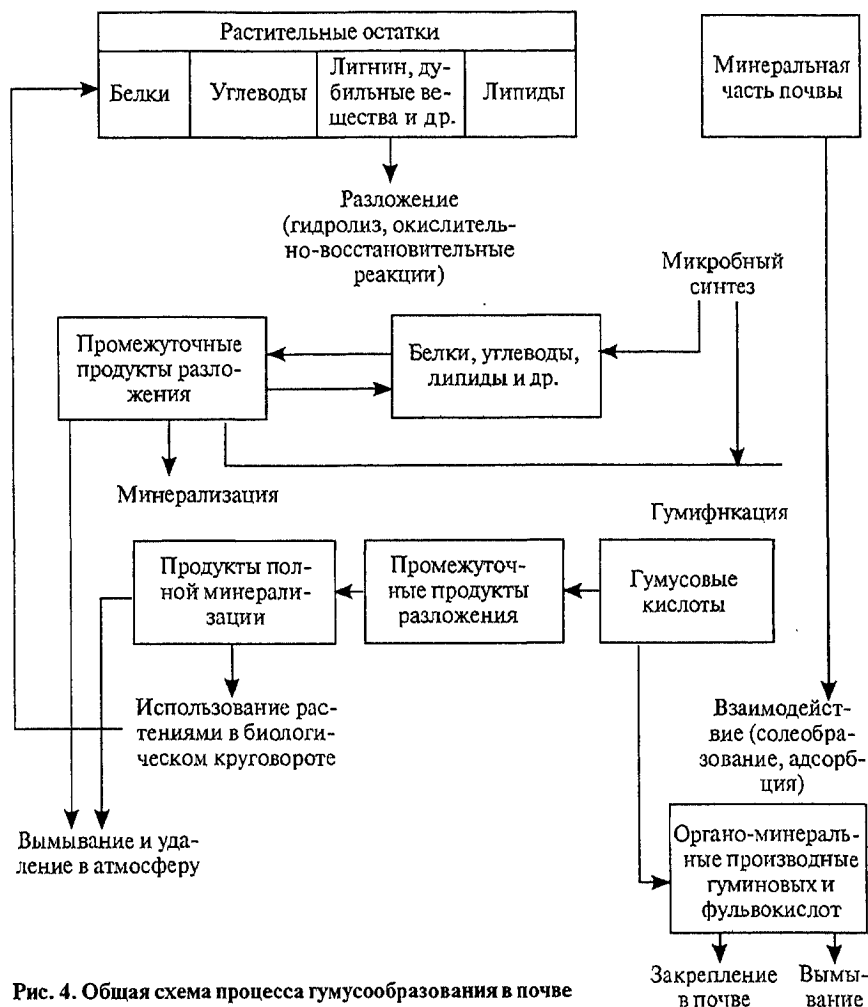 Растительные остатки
Белки
Углеводы
Лигнин, ду-
бильные ве-
щества и др.
Липиды
Минеральная
часть почвы
Разложение
(гидролиз, окислитель-
но-восстановительные
реакции)
Микробный
синтез
Промежуточные
продукты разло-
жения
Белки, углеводы,
липиды и др.
Минерализация
Гумифнкация
Продукты пол-
ной минерали-
зации
Промежуточ-
ные продукты
разложения
Гумусовые
кислоты
Использование рас-
тениями в биологи-
ческом круговороте
Взаимодейст-
вие (солеобра-
зование, адсорб-
ция)
Вымывание и уда-
ление в атмосферу
Органо-минераль-
ные производные
гуминовых и
фульвокислот
Закрепление
в почве
Вымы-
вание
Рис. 4. Общая схема процесса гумусообразования в почве